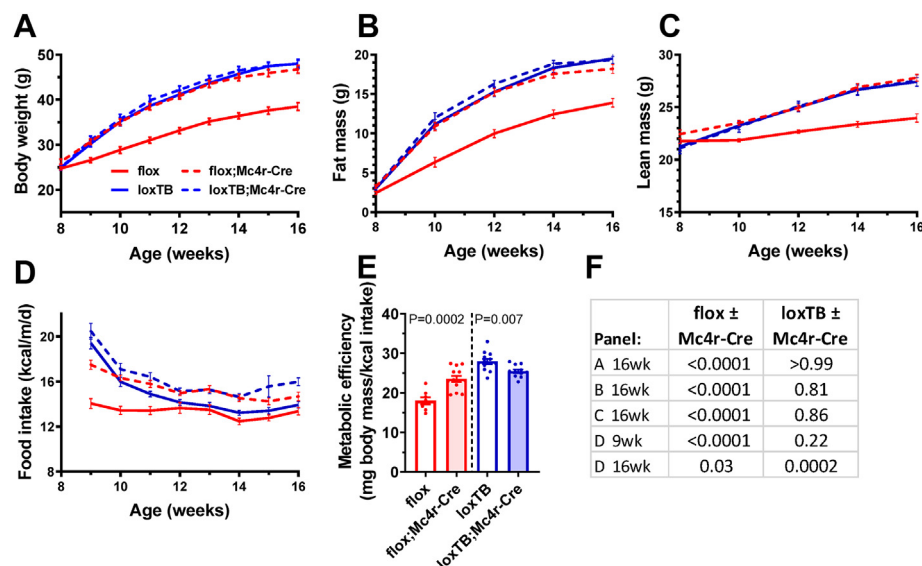 A
Body weight (g)
50
40
30
20
8 10 12 14 16
Age (weeks)
flox
flox;Mc4r-Cre
loxTB
loxTB;Mc4r-Cre
B
Fat mass (g)
20
15
10
5
0
8 10 12 14 16
Age (weeks)
C
Lean mass (g)
30
25
20
15
8 10 12 14 16
Age (weeks)
D
Food intake (kcal/m/d)
20
16
12
8 10 12 14 16
Age (weeks)
E
Metabolic efficiency
(mg body mass/kcal intake)
40
30
20
10
0
P=0.0002 P=0.007
flox
flox;Mc4r-Cre
loxTB
loxTB;Mc4r-Cre
F
Panel: flox ± Mc4r-Cre loxTB ± Mc4r-Cre
A 16wk <0.0001 >0.99
B 16wk <0.0001 0.81
C 16wk <0.0001 0.86
D 9wk <0.0001 0.22
D 16wk 0.03 0.0002